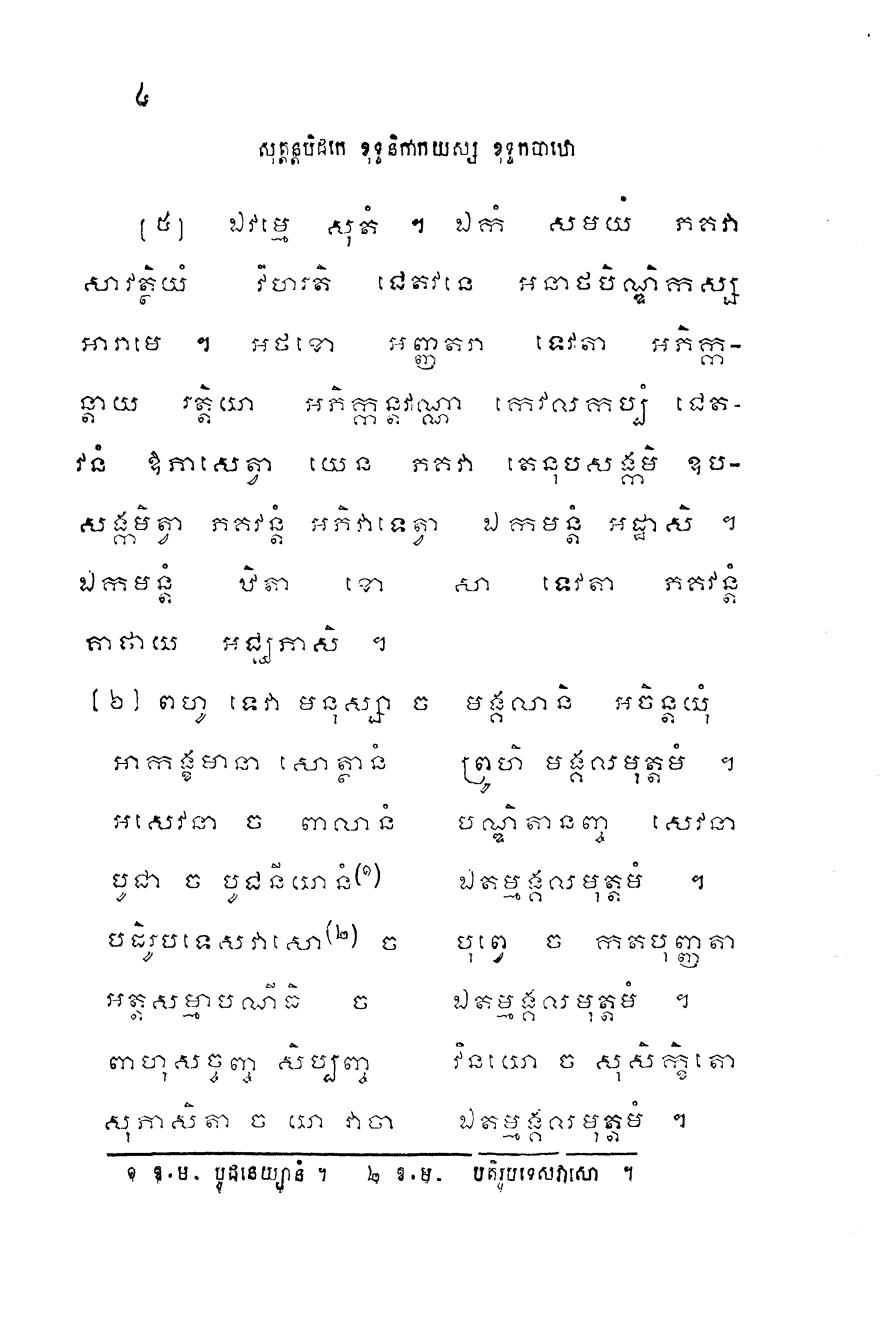 ៤
សុត្តន្តបិដកេ ខុទ្ទនិកាកយស្ស ខុទ្ទកបាឋោ
[៥] ឯវម្មេ សុតំ ។ ឯកំ សមយំ ភគវា
សាវត្ថិយំ វិហរតិ ជេតវនេ អនាថបិណ្ឌិកស្ស
អារាមេ ។ អថខោ អញ្ញតរា ទេវតា អភិក្ក-
ន្តាយ រត្តិយោ អភិក្កន្តវណ្ណា កេវលកប្បំ ជេត-
វនំ ឱភាសេត្វា យេន ភគវា តេនុបសង្កមិ ឧប-
សង្កមិត្វា ភគវន្តំ អភិវាទេត្វា ឯកមន្តំ អដ្ឋាសិ ។
ឯកមន្តំ ឋិតា ខោ សា ទេវតា ភគវន្តំ
គាថាយ អជ្ឈភាសិ ។
[៦] ពហូ ទេវា មនុស្សា ច មង្គលានិ អចិន្តយុំ
អាកង្ខមានា សោត្ថានំ ព្រូហិ មង្គលមុត្តមំ ។
អសេវនា ច ពាលានំ បណ្ឌិតានញ្ច សេវនា
បូជា ច បូជនីយានំ(១) ឯតម្មង្គលមុត្តមំ ។
បដិរូបទេសវាសោ(២) ច បុព្វេ ច កតបុញ្ញតា
អត្តសម្មាបណីធិ ច ឯតម្មង្គលមុត្តមំ ។
ពាហុសច្ចញ្ច សិប្បញ្ច វិនយោ ច សុសិក្ខិតោ
សុភាសិតា ច យា វាចា ឯតម្មង្គលមុត្តមំ ។
១ ឱ.ម. បូជនេយ្យានំ ។ ២ ឱ.ម. បតិរូបទេសវាសោ ។